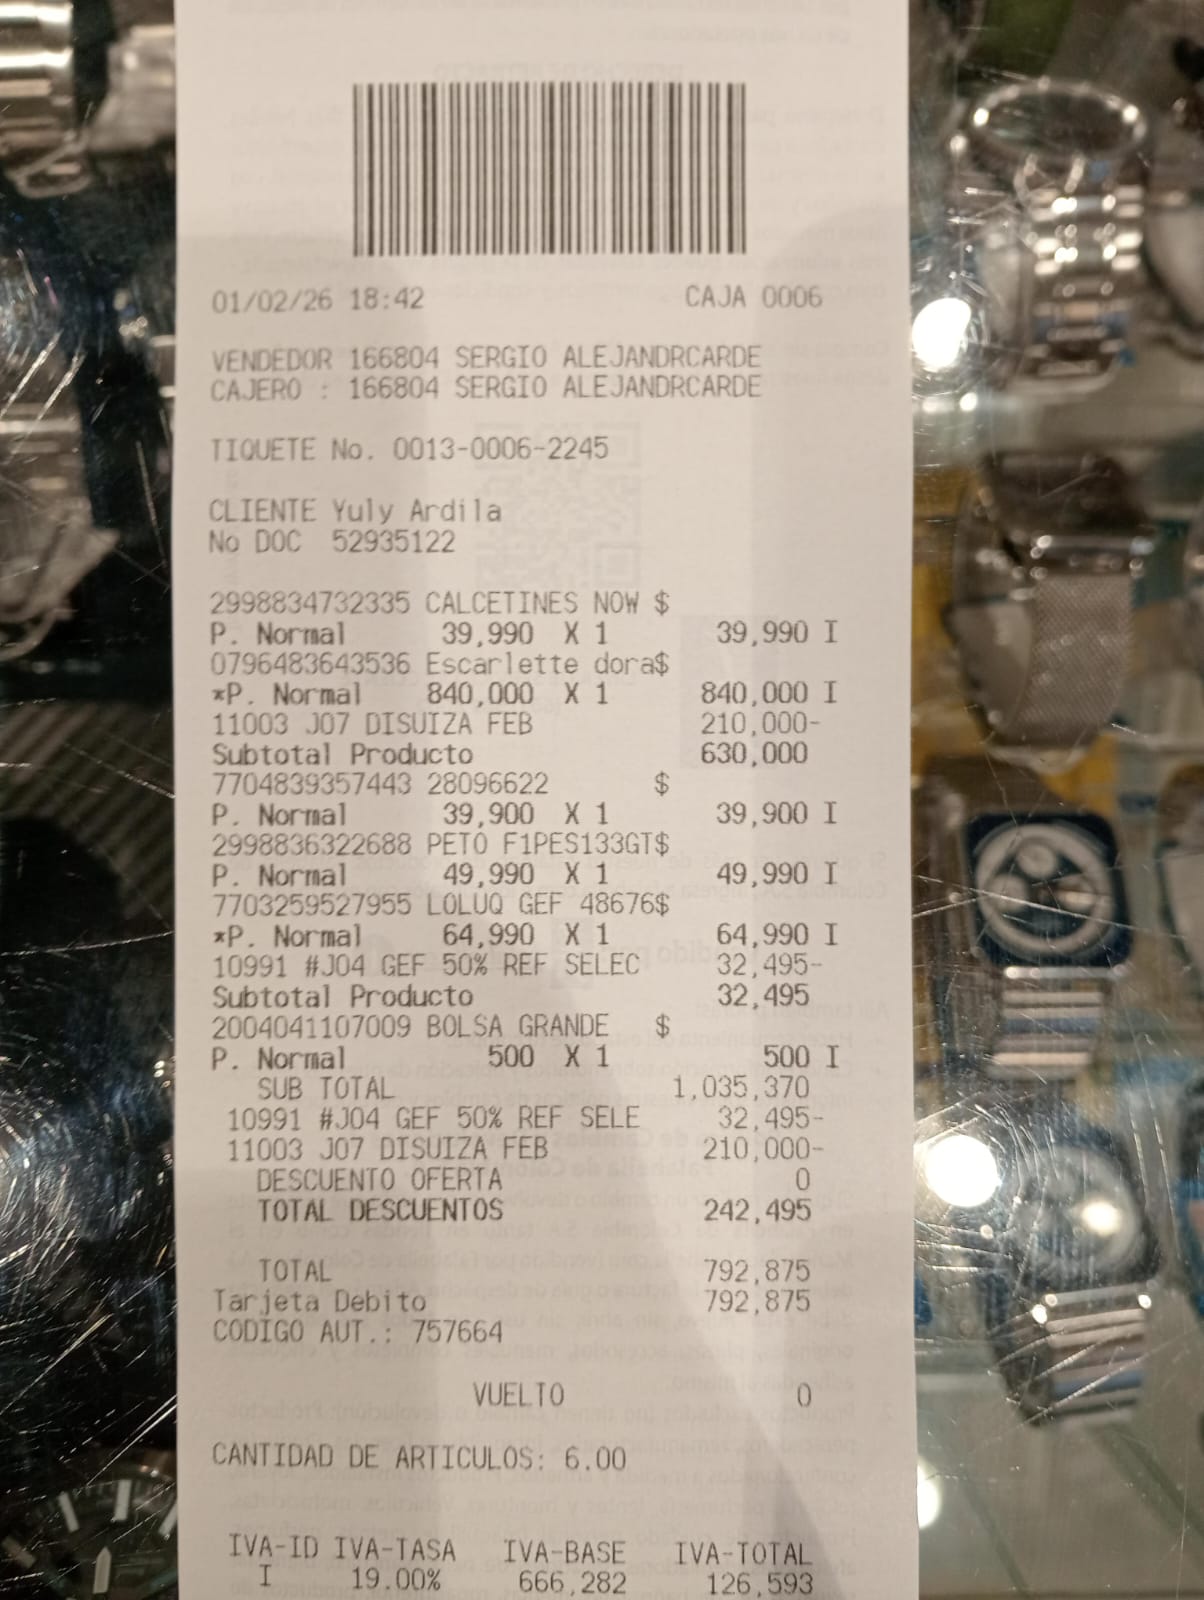 01/02/26 18:42 CAJA 0006
VENDEDOR 166804 SERGIO ALEJANDRCARDE
CAJERO : 166804 SERGIO ALEJANDRCARDE
TIQUETE No. 0013-0006-2245
CLIENTE Yuly Ardila
No DOC 52935122
2998834732335 CALCETINES NOW $
P. Normal 39,990 X 1 39,990 I
0796483643536 Escarlette dora$
*P. Normal 840,000 X 1 840,000 I
11003 J07 DISUIZA FEB 210,000-
Subtotal Producto 630,000
7704839357443 28096622 $
P. Normal 39,900 X 1 39,900 I
2998836322688 PETO F1PES133GT$
P. Normal 49,990 X 1 49,990 I
7703259527955 LOLUQ GEF 48676$
*P. Normal 64,990 X 1 64,990 I
10991 #J04 GEF 50% REF SELEC 32,495-
Subtotal Producto 32,495
2004041107009 BOLSA GRANDE $
P. Normal 500 X 1 500 I
SUB TOTAL 1,035,370
10991 #J04 GEF 50% REF SELE 32,495-
11003 J07 DISUIZA FEB 210,000-
DESCUENTO OFERTA 0
TOTAL DESCUENTOS 242,495
TOTAL 792,875
Tarjeta Debito 792,875
CODIGO AUT.: 757664
VUELTO 0
CANTIDAD DE ARTICULOS: 6.00
IVA-ID IVA-TASA IVA-BASE IVA-TOTAL
I 19.00% 666,282 126,593